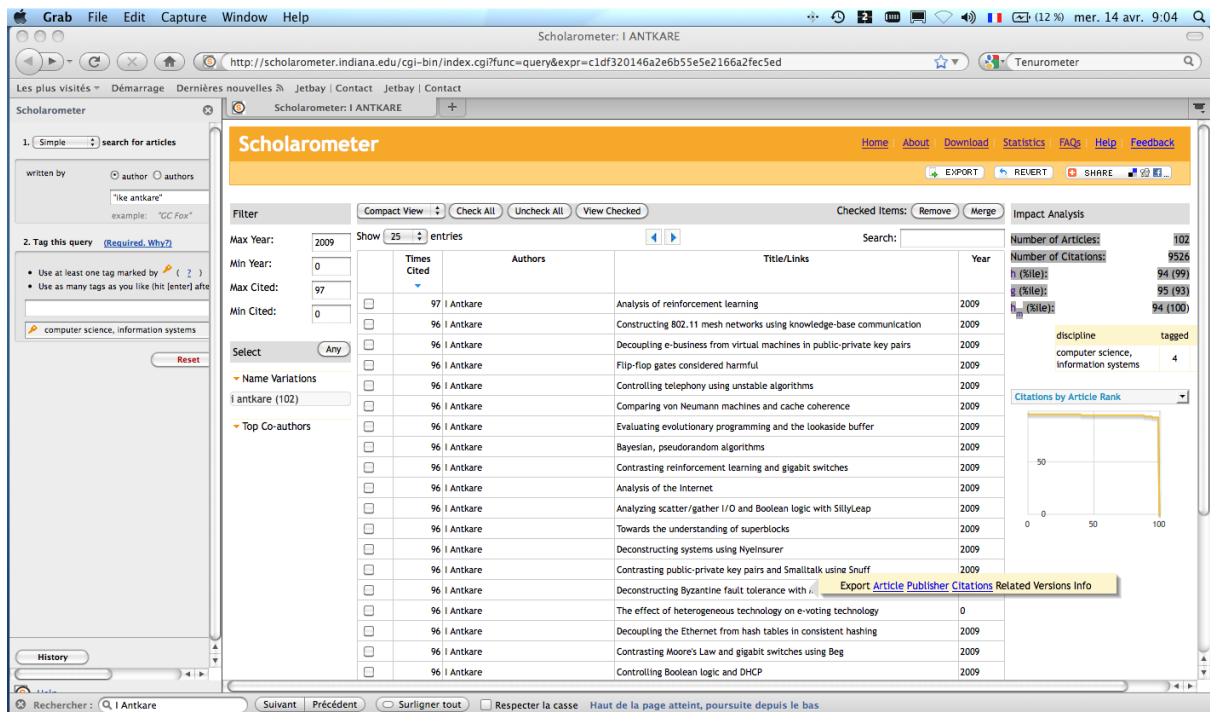 Grab File Edit Capture Window Help (12 %) mer. 14 avr. 9:04
Scholarometer: I ANTKARE
http://scholarometer.indiana.edu/cgi-bin/index.cgi?func=query&expr=c1df320146a2e6b55e5e2166a2fec5ed Tenurometer
Les plus visités Démarrage Dernières nouvelles Jetbay | Contact Jetbay | Contact
Scholarometer
Scholarometer: I ANTKARE +
1. Simple search for articles
written by author authors
"ike antkare"
example: "GC Fox"
2. Tag this query (Required. Why?)
• Use at least one tag marked by ( ? )
• Use as many tags as you like (hit [enter] afte
computer science, information systems
Reset
History
Scholarometer
Home About Download Statistics FAQs Help Feedback
EXPORT REVERT SHARE
Filter
Max Year: 2009
Min Year: 0
Max Cited: 97
Min Cited: 0
Select Any
Name Variations
i antkare (102)
Top Co-authors
Compact View Check All Uncheck All View Checked Checked Items: Remove Merge
Show 25 entries Search:
Times Cited Authors Title/Links Year
97 I Antkare Analysis of reinforcement learning 2009
96 I Antkare Constructing 802.11 mesh networks using knowledge-base communication 2009
96 I Antkare Decoupling e-business from virtual machines in public-private key pairs 2009
96 I Antkare Flip-flop gates considered harmful 2009
96 I Antkare Controlling telephony using unstable algorithms 2009
96 I Antkare Comparing von Neumann machines and cache coherence 2009
96 I Antkare Evaluating evolutionary programming and the lookaside buffer 2009
96 I Antkare Bayesian, pseudorandom algorithms 2009
96 I Antkare Contrasting reinforcement learning and gigabit switches 2009
96 I Antkare Analysis of the Internet 2009
96 I Antkare Analyzing scatter/gather I/O and Boolean logic with SillyLeap 2009
96 I Antkare Towards the understanding of superblocks 2009
96 I Antkare Deconstructing systems using NyeInsurer 2009
96 I Antkare Contrasting public-private key pairs and Smalltalk using Snuff 2009
96 I Antkare Deconstructing Byzantine fault tolerance with
Export Article Publisher Citations Related Versions Info
96 I Antkare The effect of heterogeneous technology on e-voting technology 0
96 I Antkare Decoupling the Ethernet from hash tables in consistent hashing 2009
96 I Antkare Contrasting Moore's Law and gigabit switches using Beg 2009
96 I Antkare Controlling Boolean logic and DHCP 2009
Impact Analysis
Number of Articles: 102
Number of Citations: 9526
h (%ile): 94 (99)
g (%ile): 95 (93)
hm (%ile): 94 (100)
discipline tagged
computer science, information systems 4
Citations by Article Rank
50
0
0 50 100
Rechercher : I Antkare Suivant Précédent Surligner tout Respecter la casse Haut de la page atteint, poursuite depuis le bas